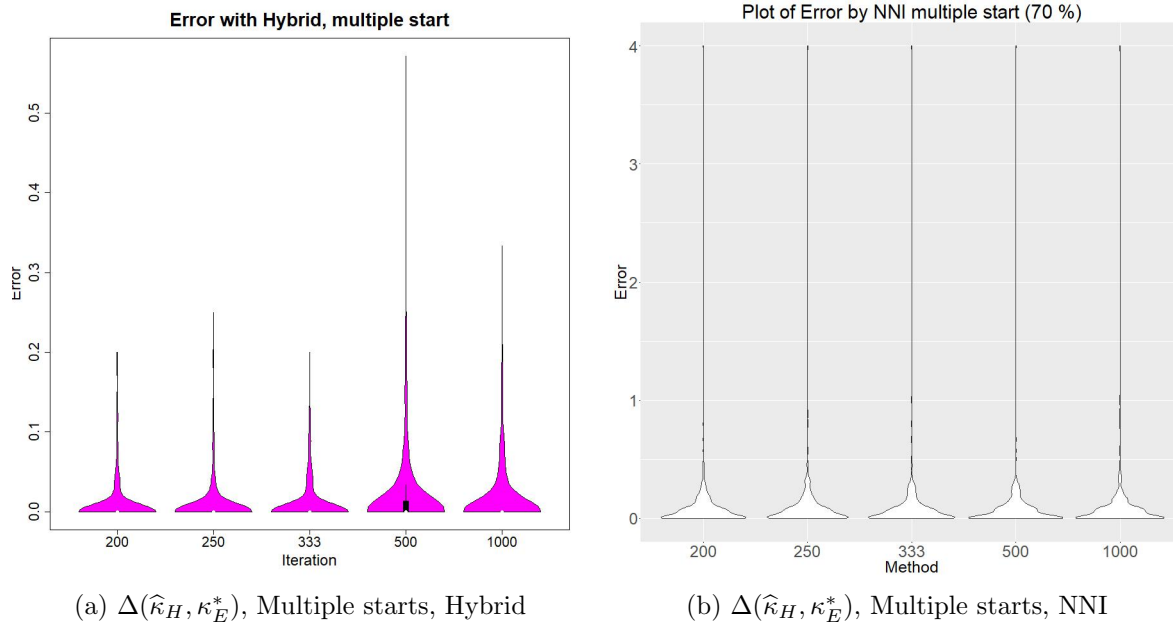 Error with Hybrid, multiple start
Error
0.5
0.4
0.3
0.2
0.1
0.0
200 250 333 500 1000
Iteration
(a) Δ(κ̂_H, κ*_E), Multiple starts, Hybrid
Plot of Error by NNI multiple start (70 %)
Error
4
3
2
1
0
200 250 333 500 1000
Method
(b) Δ(κ̂_H, κ*_E), Multiple starts, NNI